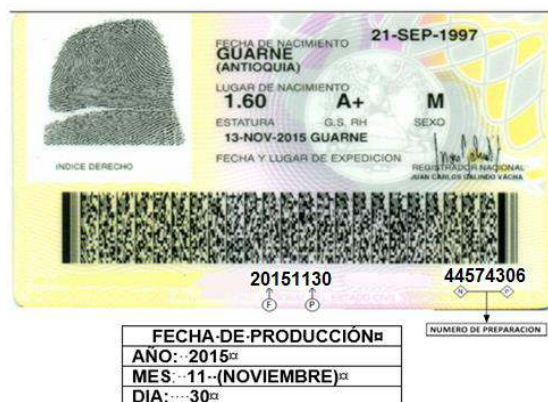 21-SEP-1997
FECHA DE NACIMIENTO
GUARNE
(ANTIOQUIA)
LUGAR DE NACIMIENTO
1.60 A+ M
ESTATURA G.S. RH SEXO
13-NOV-2015 GUARNE
FECHA Y LUGAR DE EXPEDICION
INDICE DERECHO
REGISTRADOR NACIONAL
JUAN CARLOS GALINDO VACHA
20151130 44574306
F P N P
NUMERO DE PREPARACION
FECHA·DE·PRODUCCIÓN¤
AÑO:··2015¤
MES:··11··(NOVIEMBRE)¤
DIA:····30¤